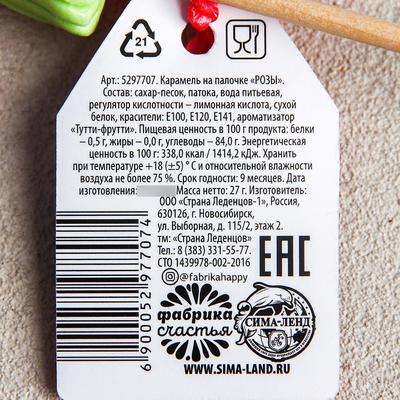 21
Арт.: 5297707. Карамель на палочке «РОЗЫ».
Состав: сахар-песок, патока, вода питьевая,
регулятор кислотности – лимонная кислота, сухой
белок, красители: Е100, Е120, Е141, ароматизатор
«Тутти-фрутти». Пищевая ценность в 100 г продукта: белки
– 0,5 г, жиры – 0,0 г, углеводы – 84,0 г. Энергетическая
ценность в 100 г: 338,0 ккал / 1414,2 кДж. Хранить
при температуре +18 (±5) °С и относительной влажности
воздуха не более 75 %. Срок годности: 9 месяцев. Дата
изготовления: Масса нетто: 27 г. Изготовитель:
ООО «Страна Леденцов-1», Россия,
630126, г. Новосибирск,
ул. Выборная, д. 115/2, этаж 2.
тм: «Страна Леденцов»
Тел.: 8 (383) 331-55-77.
СТО 1439978-002-2016
@fabrikahappy
EAC
6900052977074
фабрика
счастья
СИМА-ЛЕНД
WWW.SIMA-LAND.RU